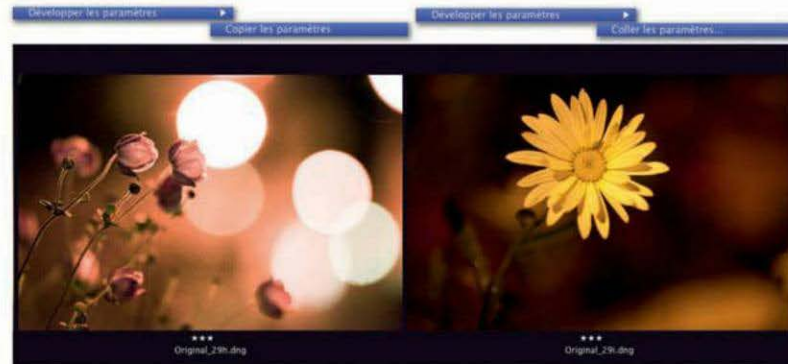 Développer les paramètres
Copier les paramètres
Développer les paramètres
Coller les paramètres...
★★★
Original_29h.dng
★★★
Original_29i.dng